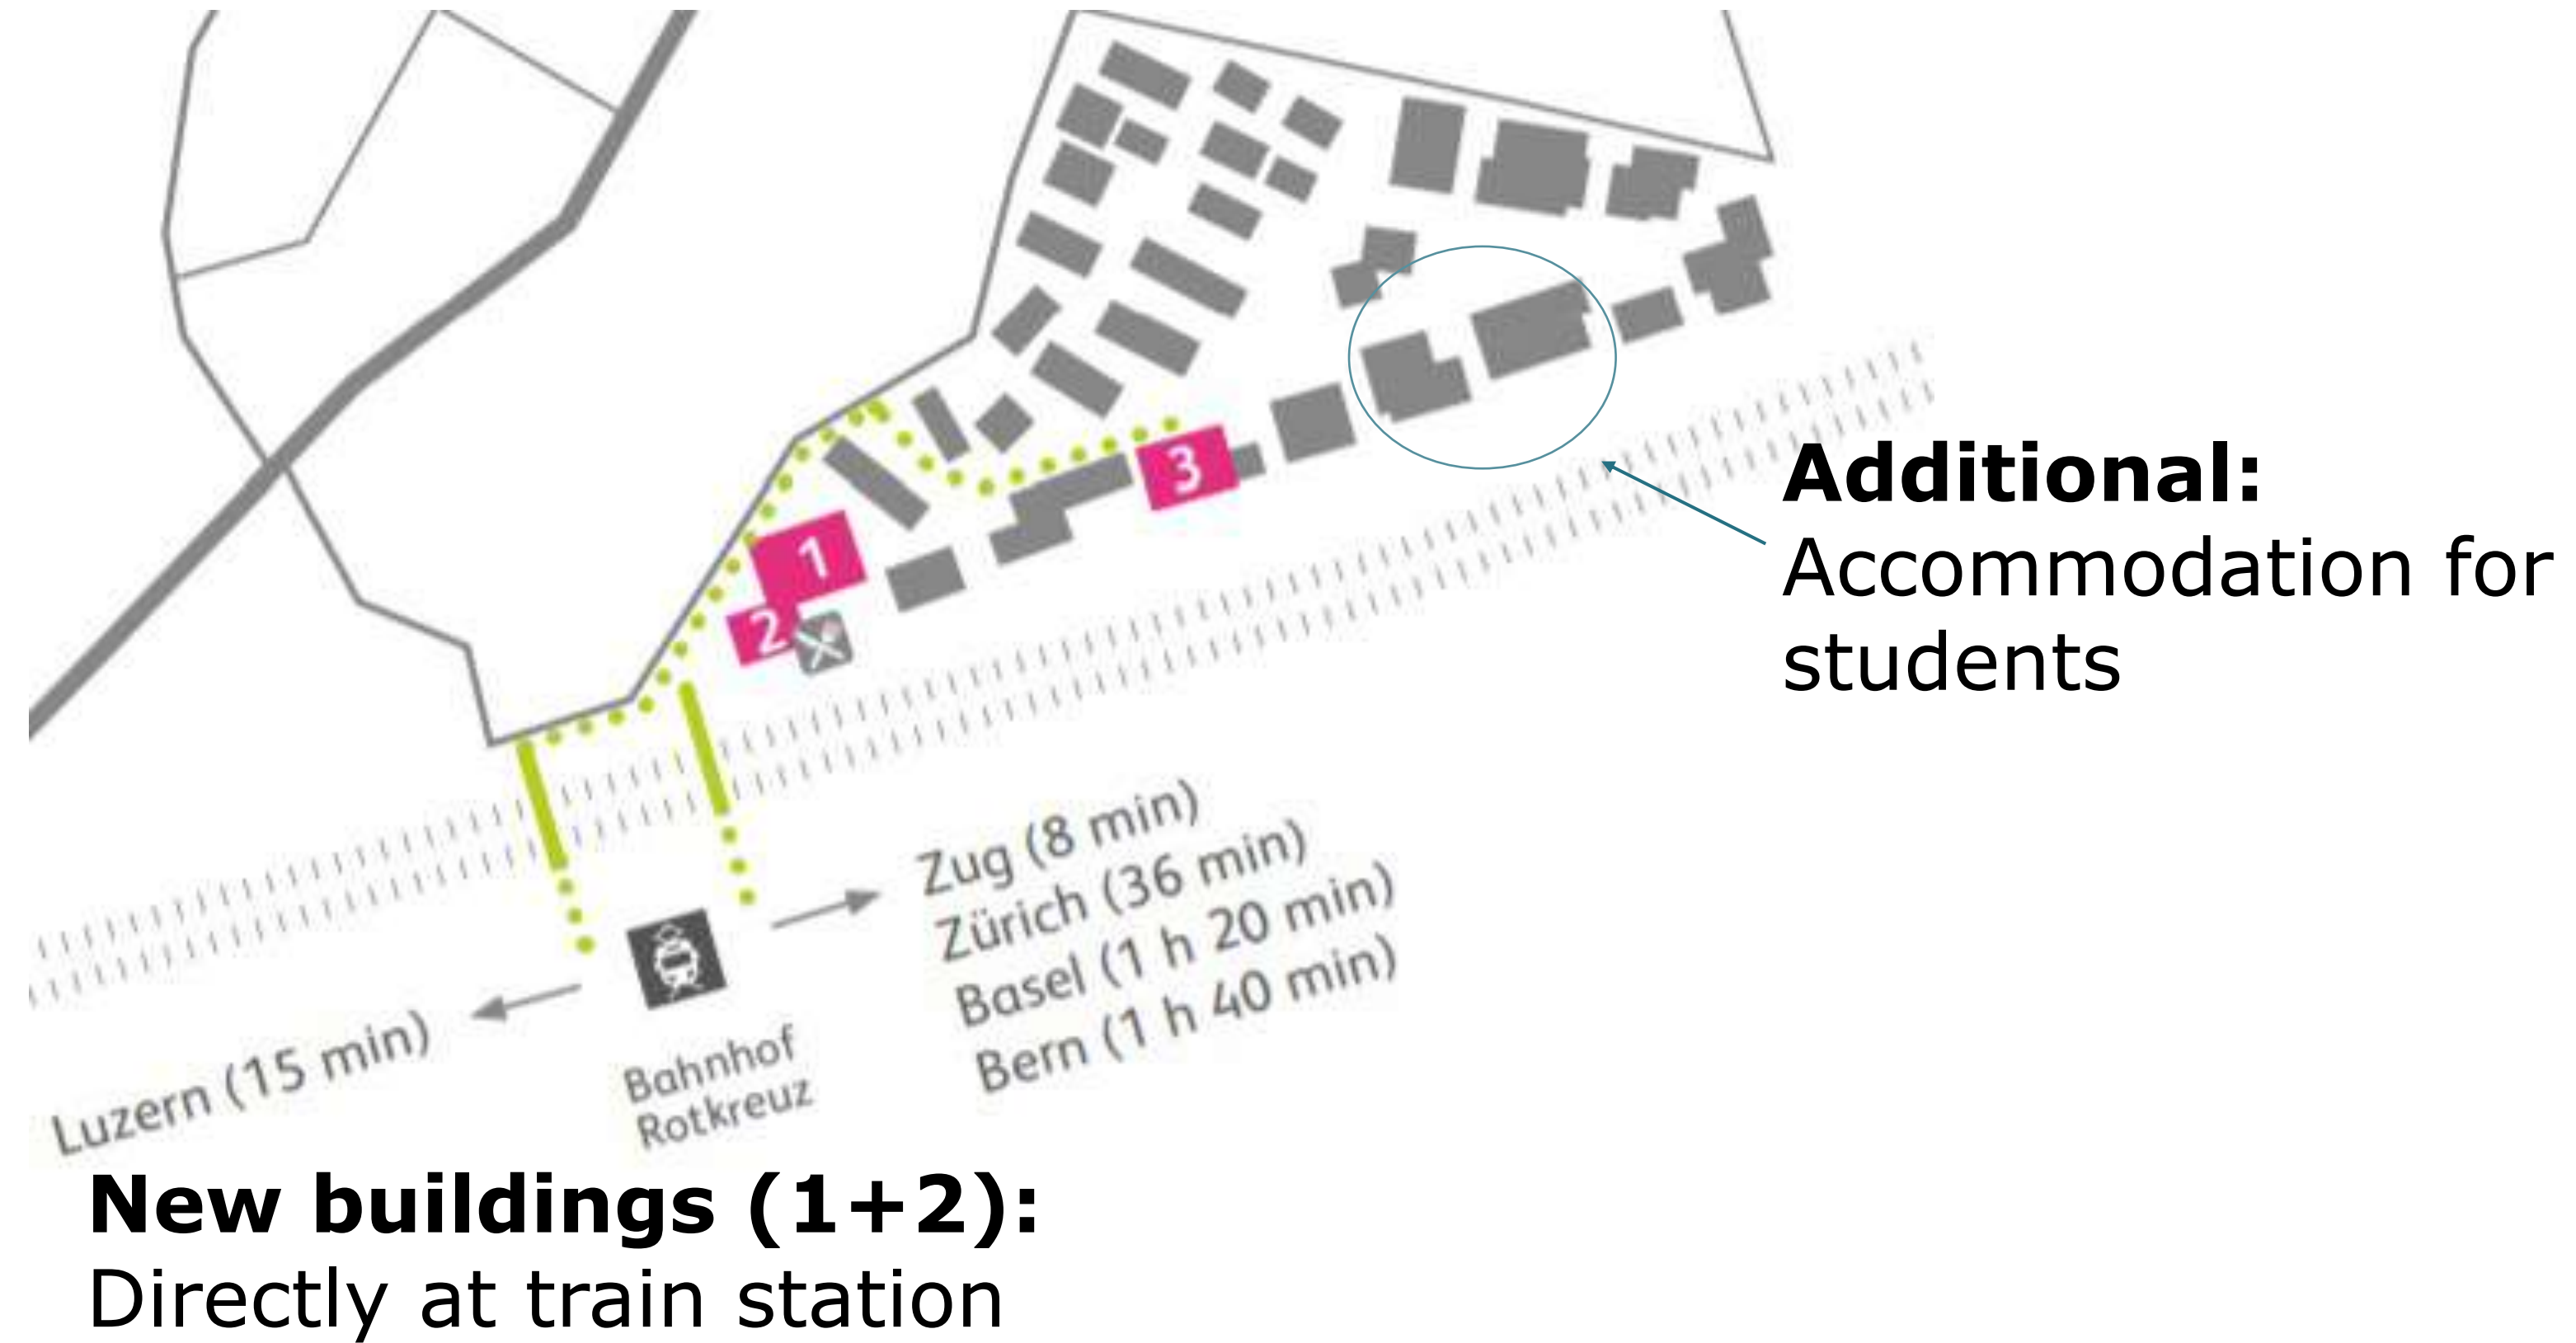 1
2
3
Additional:
Accommodation for
students
Zug (8 min)
Zürich (36 min)
Basel (1 h 20 min)
Bern (1 h 40 min)
Luzern (15 min)
Bahnhof
Rotkreuz
New buildings (1+2):
Directly at train station